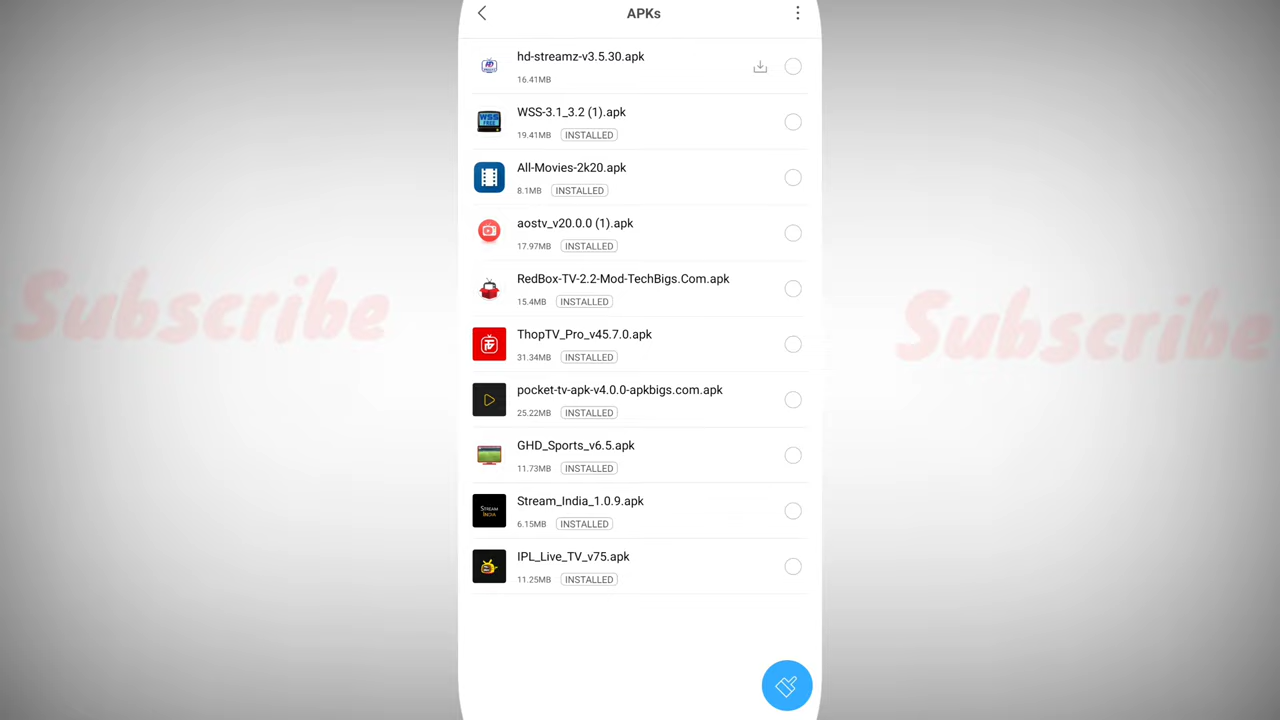 APKs
hd-streamz-v3.5.30.apk
16.41MB
WSS-3.1_3.2 (1).apk
19.41MB INSTALLED
All-Movies-2k20.apk
8.1MB INSTALLED
aostv_v20.0.0 (1).apk
17.97MB INSTALLED
RedBox-TV-2.2-Mod-TechBigs.Com.apk
15.4MB INSTALLED
ThopTV_Pro_v45.7.0.apk
31.34MB INSTALLED
pocket-tv-apk-v4.0.0-apkbigs.com.apk
25.22MB INSTALLED
GHD_Sports_v6.5.apk
11.73MB INSTALLED
STREAM
INDIA
Stream_India_1.0.9.apk
6.15MB INSTALLED
IPL_Live_TV_v75.apk
11.25MB INSTALLED
Subscribe
Subscribe